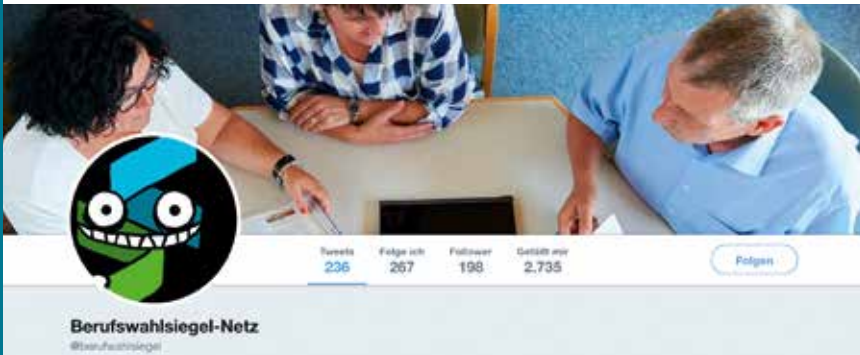 Tweets Folge ich Follower Gefällt mir
236 267 198 2.735
Folgen
Berufswahlsiegel-Netz
@berufswahlsiegel